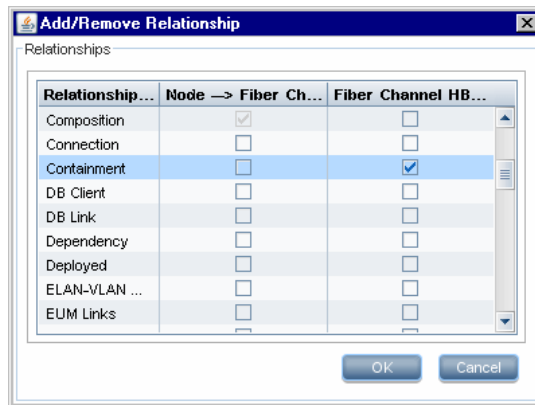 Add/Remove Relationship
Relationships
Relationship... Node —> Fiber Ch... Fiber Channel HB...
Composition
Connection
Containment
DB Client
DB Link
Dependency
Deployed
ELAN-VLAN ...
EUM Links
OK Cancel